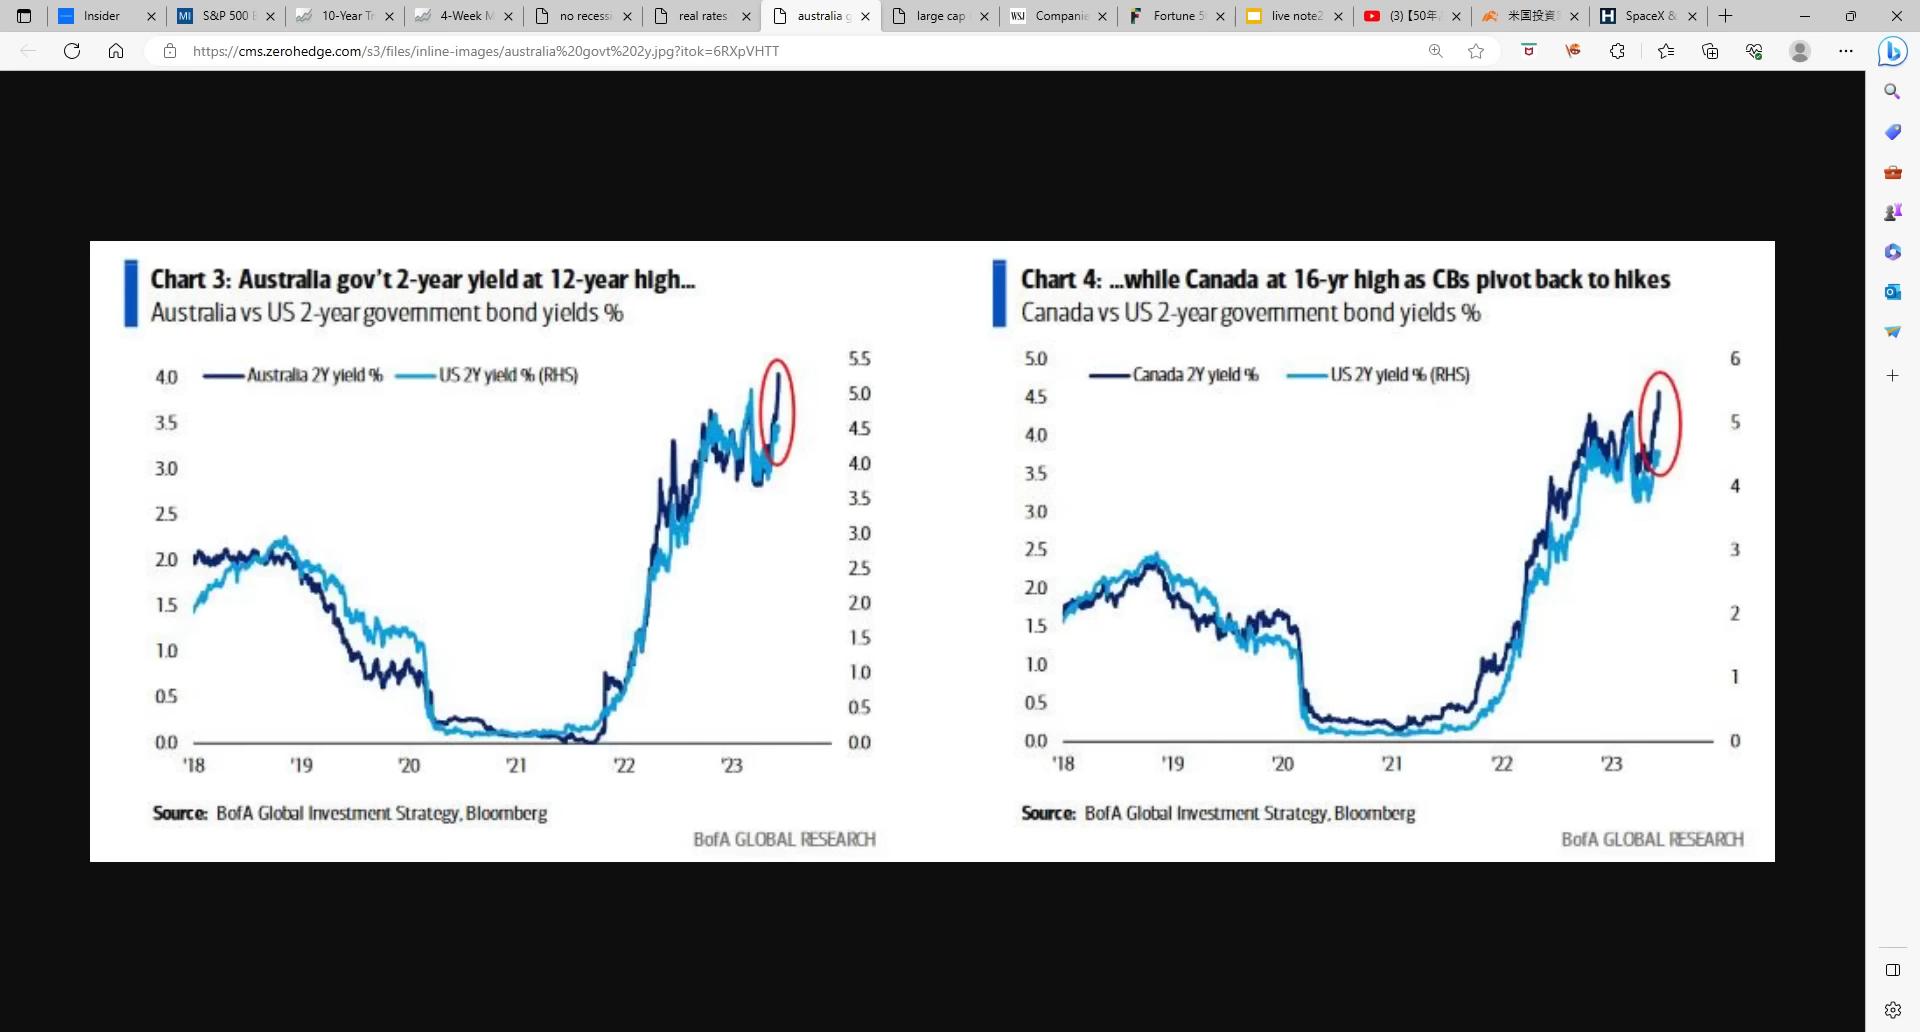 Insider
MI S&P 500 E
10-Year Tr
4-Week M
no recessi
real rates
australia g
large cap
WSJ Companie
F Fortune 5
live note2
(3)【50年
米国投資
H SpaceX &
https://cms.zerohedge.com/s3/files/inline-images/australia%20govt%202y.jpg?itok=6RXpVHTT
Chart 3: Australia gov't 2-year yield at 12-year high...
Australia vs US 2-year government bond yields %
Australia 2Y yield % US 2Y yield % (RHS)
4.0
3.5
3.0
2.5
2.0
1.5
1.0
0.5
0.0
5.5
5.0
4.5
4.0
3.5
3.0
2.5
2.0
1.5
1.0
0.5
0.0
'18 '19 '20 '21 '22 '23
Source: BofA Global Investment Strategy, Bloomberg
BofA GLOBAL RESEARCH
Chart 4: ...while Canada at 16-yr high as CBs pivot back to hikes
Canada vs US 2-year government bond yields %
Canada 2Y yield % US 2Y yield % (RHS)
5.0
4.5
4.0
3.5
3.0
2.5
2.0
1.5
1.0
0.5
0.0
6
5
4
3
2
1
0
'18 '19 '20 '21 '22 '23
Source: BofA Global Investment Strategy, Bloomberg
BofA GLOBAL RESEARCH